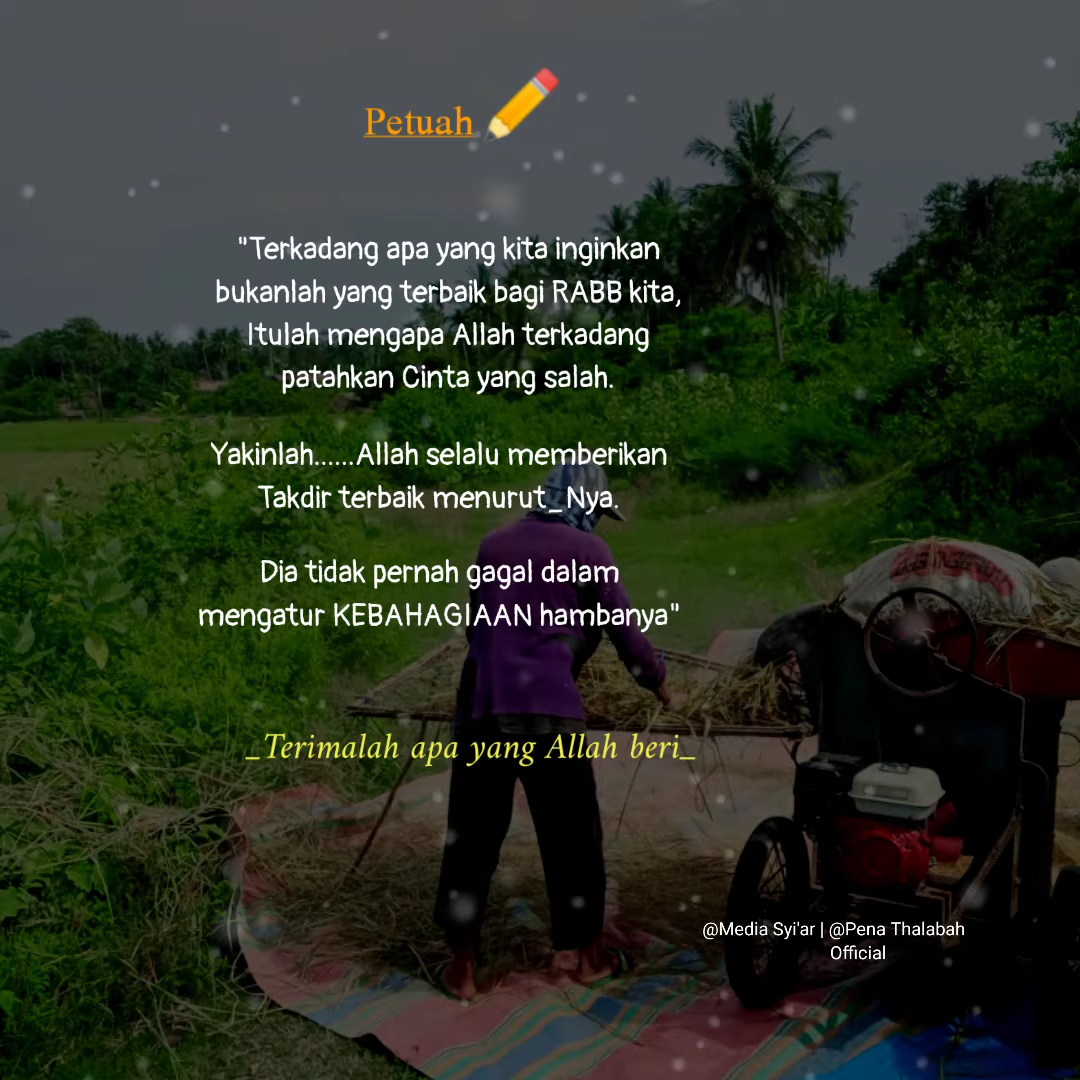 Petuah
"Terkadang apa yang kita inginkan
bukanlah yang terbaik bagi RABB kita,
Itulah mengapa Allah terkadang
patahkan Cinta yang salah.
Yakinlah......Allah selalu memberikan
Takdir terbaik menurut_Nya.
Dia tidak pernah gagal dalam
mengatur KEBAHAGIAAN hambanya"
_Terimalah apa yang Allah beri_
@Media Syi'ar | @Pena Thalabah
Official